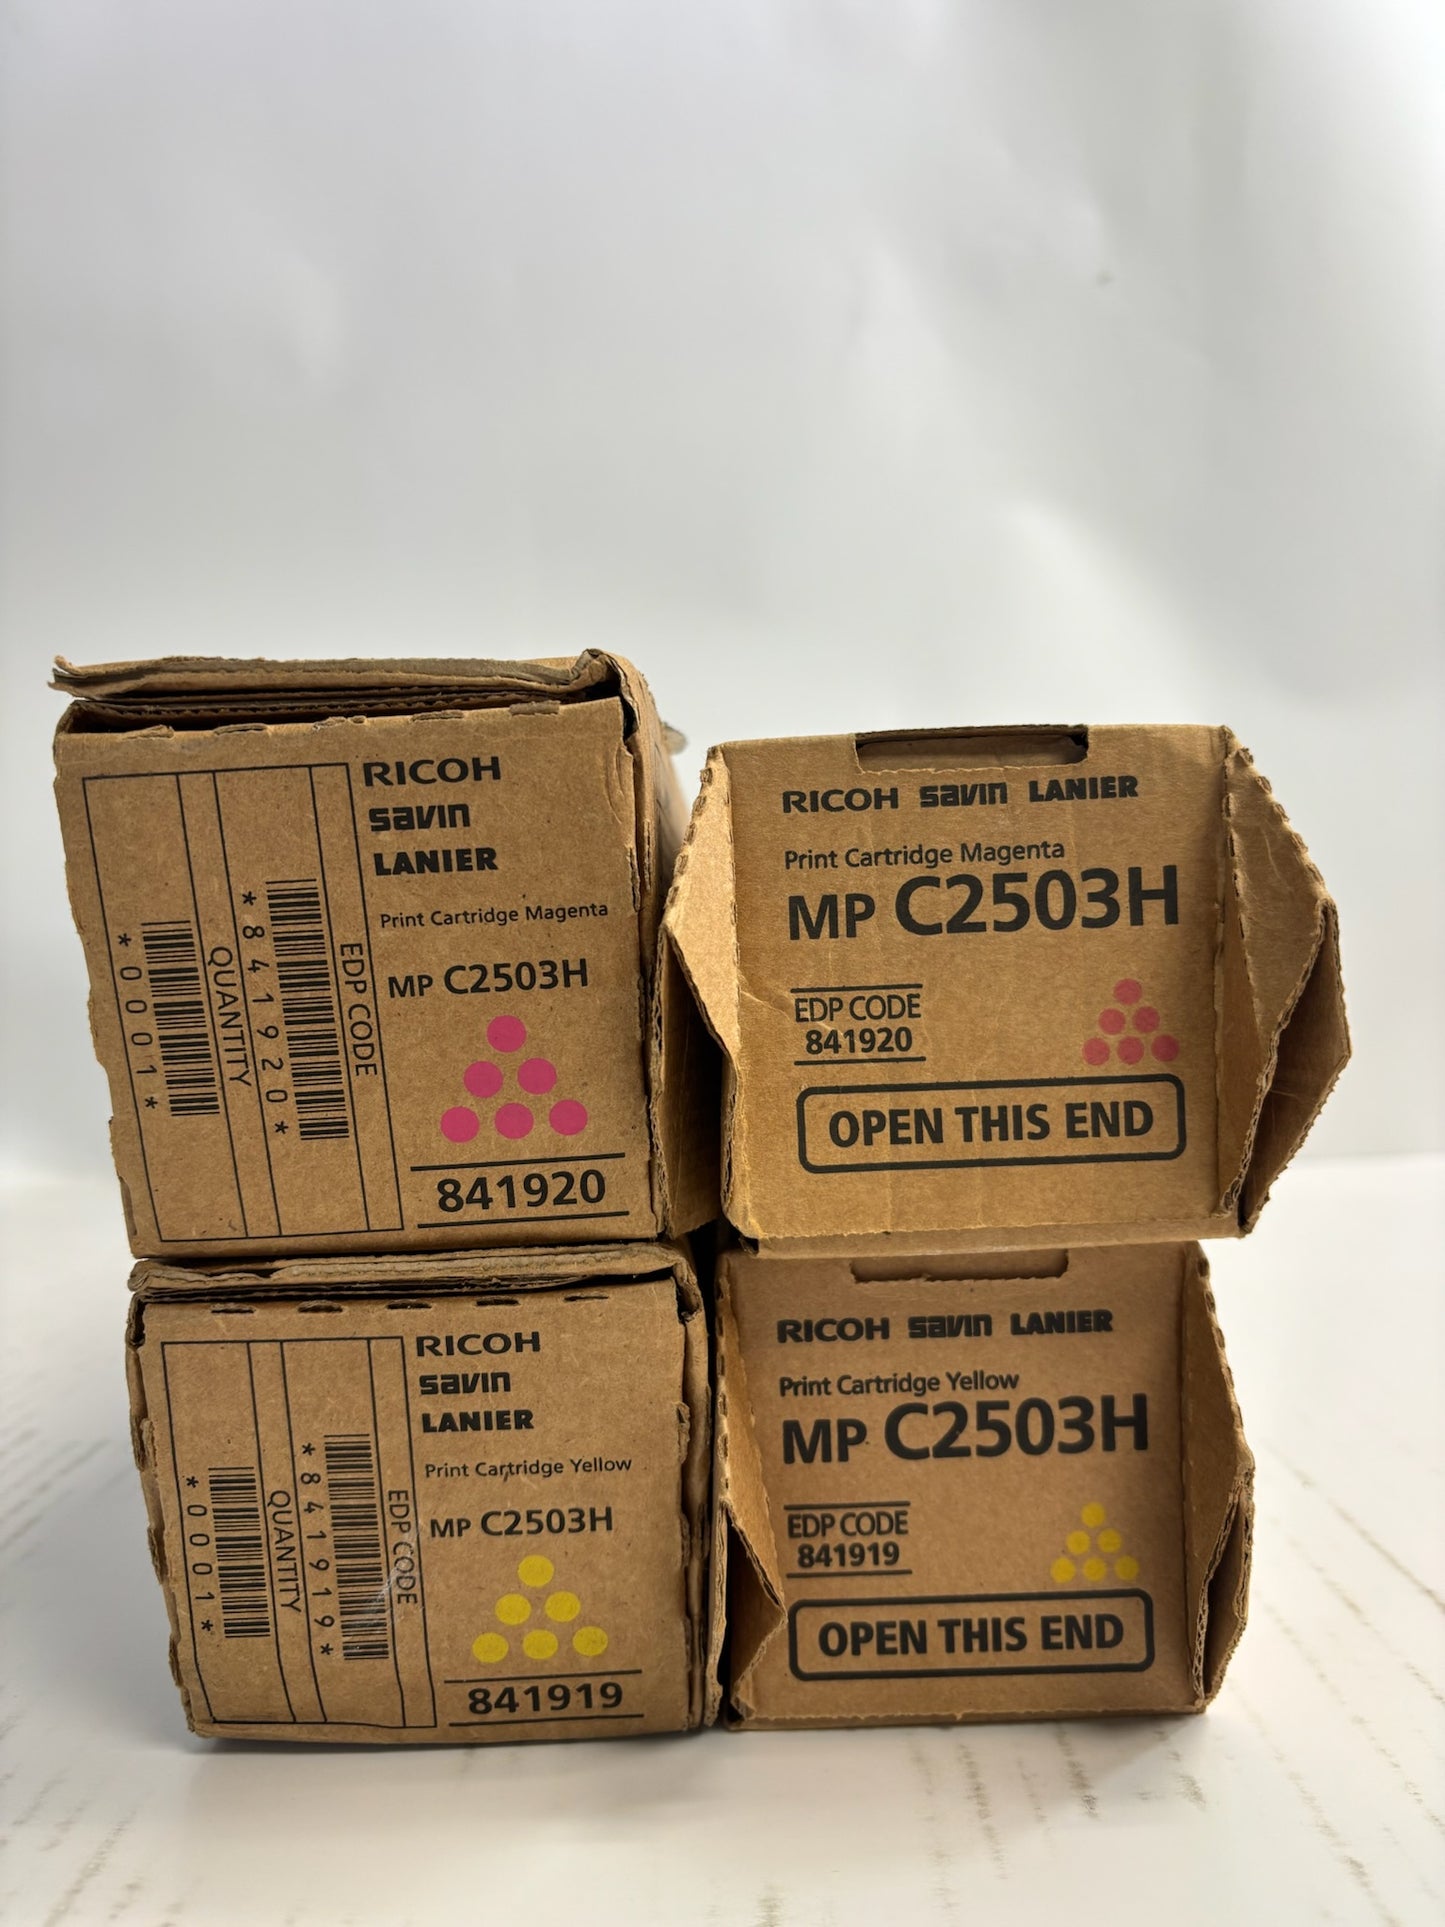 RICOH
savin
LANIER
Print Cartridge Magenta
MP C2503H
841920
EDP CODE
*841920*
QUANTITY
*0001*
RICOH savin LANIER
Print Cartridge Magenta
MP C2503H
EDP CODE
841920
OPEN THIS END
RICOH
savin
LANIER
Print Cartridge Yellow
MP C2503H
841919
EDP CODE
*841919*
QUANTITY
*0001*
RICOH savin LANIER
Print Cartridge Yellow
MP C2503H
EDP CODE
841919
OPEN THIS END